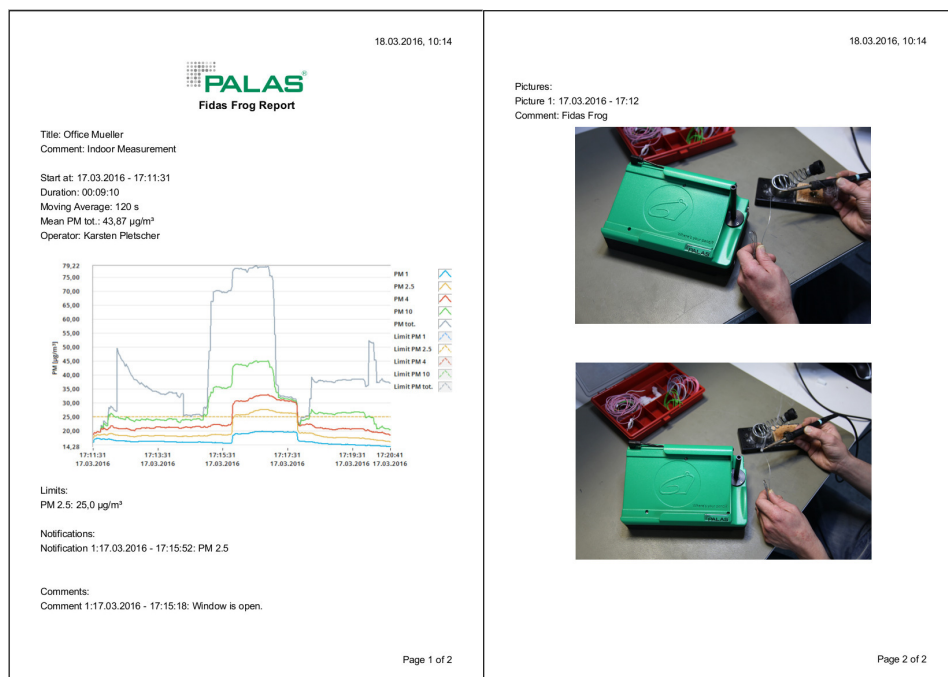 18.03.2016, 10:14
PALAS®
Fidas Frog Report
Title: Office Mueller
Comment: Indoor Measurement
Start at: 17.03.2016 - 17:11:31
Duration: 00:09:10
Moving Average: 120 s
Mean PM tot.: 43,87 µg/m³
Operator: Karsten Pletscher
PM [µg/m³]
79,22
75,00
70,00
65,00
60,00
55,00
50,00
45,00
40,00
35,00
30,00
25,00
20,00
14,28
17:11:31 17:13:31 17:15:31 17:17:31 17:19:31 17:20:41
17.03.2016 17.03.2016 17.03.2016 17.03.2016 17.03.2016 17.03.2016
PM 1
PM 2.5
PM 4
PM 10
PM tot.
Limit PM 1
Limit PM 2.5
Limit PM 4
Limit PM 10
Limit PM tot.
Limits:
PM 2.5: 25,0 µg/m³
Notifications:
Notification 1:17.03.2016 - 17:15:52: PM 2.5
Comments:
Comment 1:17.03.2016 - 17:15:18: Window is open.
Page 1 of 2
18.03.2016, 10:14
Pictures:
Picture 1: 17.03.2016 - 17:12
Comment: Fidas Frog
PALAS
PALAS
Page 2 of 2